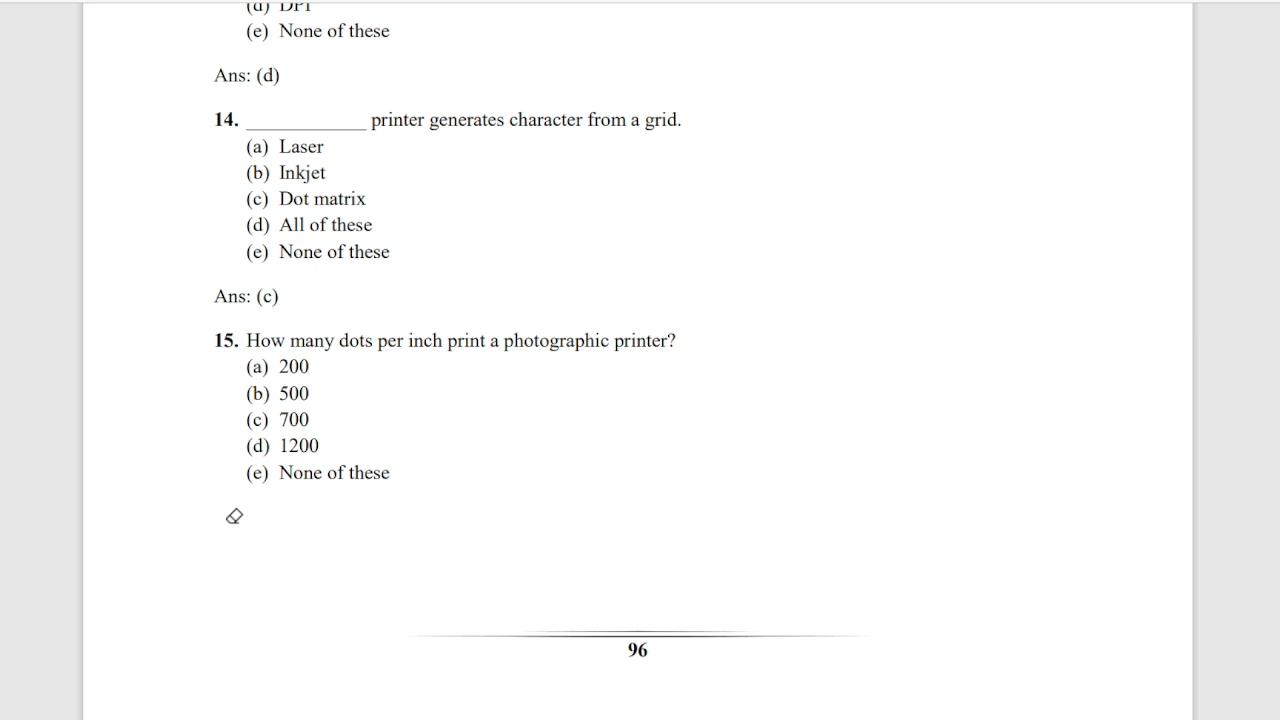 (d) DPI
(e) None of these
Ans: (d)
14. ____________ printer generates character from a grid.
(a) Laser
(b) Inkjet
(c) Dot matrix
(d) All of these
(e) None of these
Ans: (c)
15. How many dots per inch print a photographic printer?
(a) 200
(b) 500
(c) 700
(d) 1200
(e) None of these
96